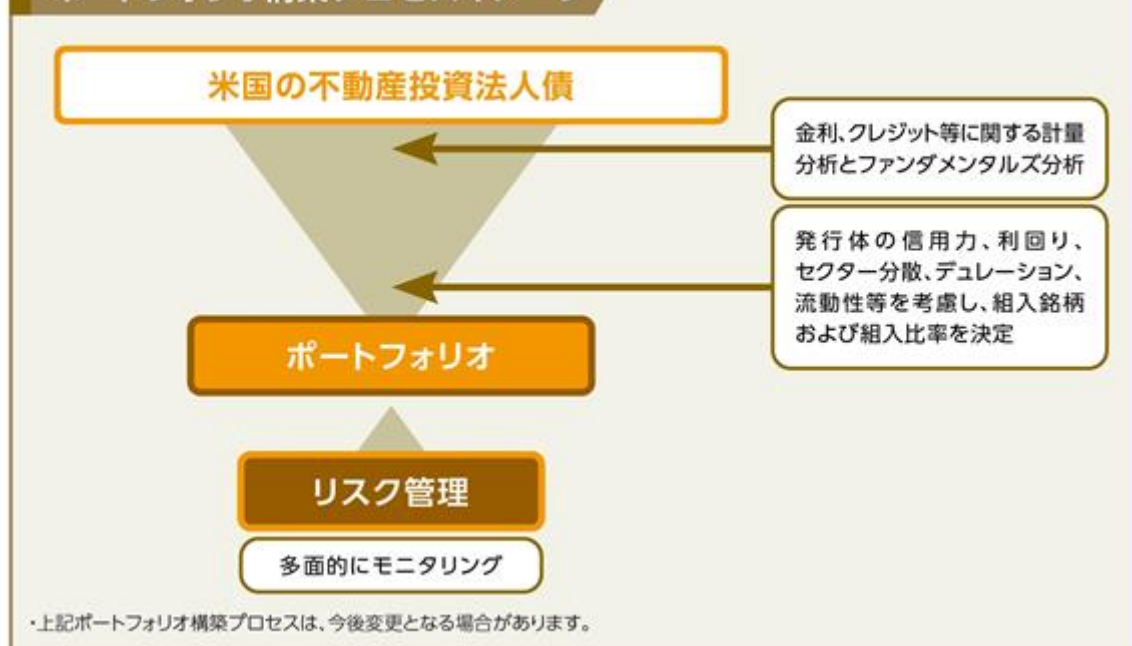 米国の不動産投資法人債
金利、クレジット等に関する計量
分析とファンダメンタルズ分析
発行体の信用力、利回り、
セクター分散、デュレーション、
流動性等を考慮し、組入銘柄
および組入比率を決定
ポートフォリオ
リスク管理
多面的にモニタリング
・上記ポートフォリオ構築プロセスは、今後変更となる場合があります。